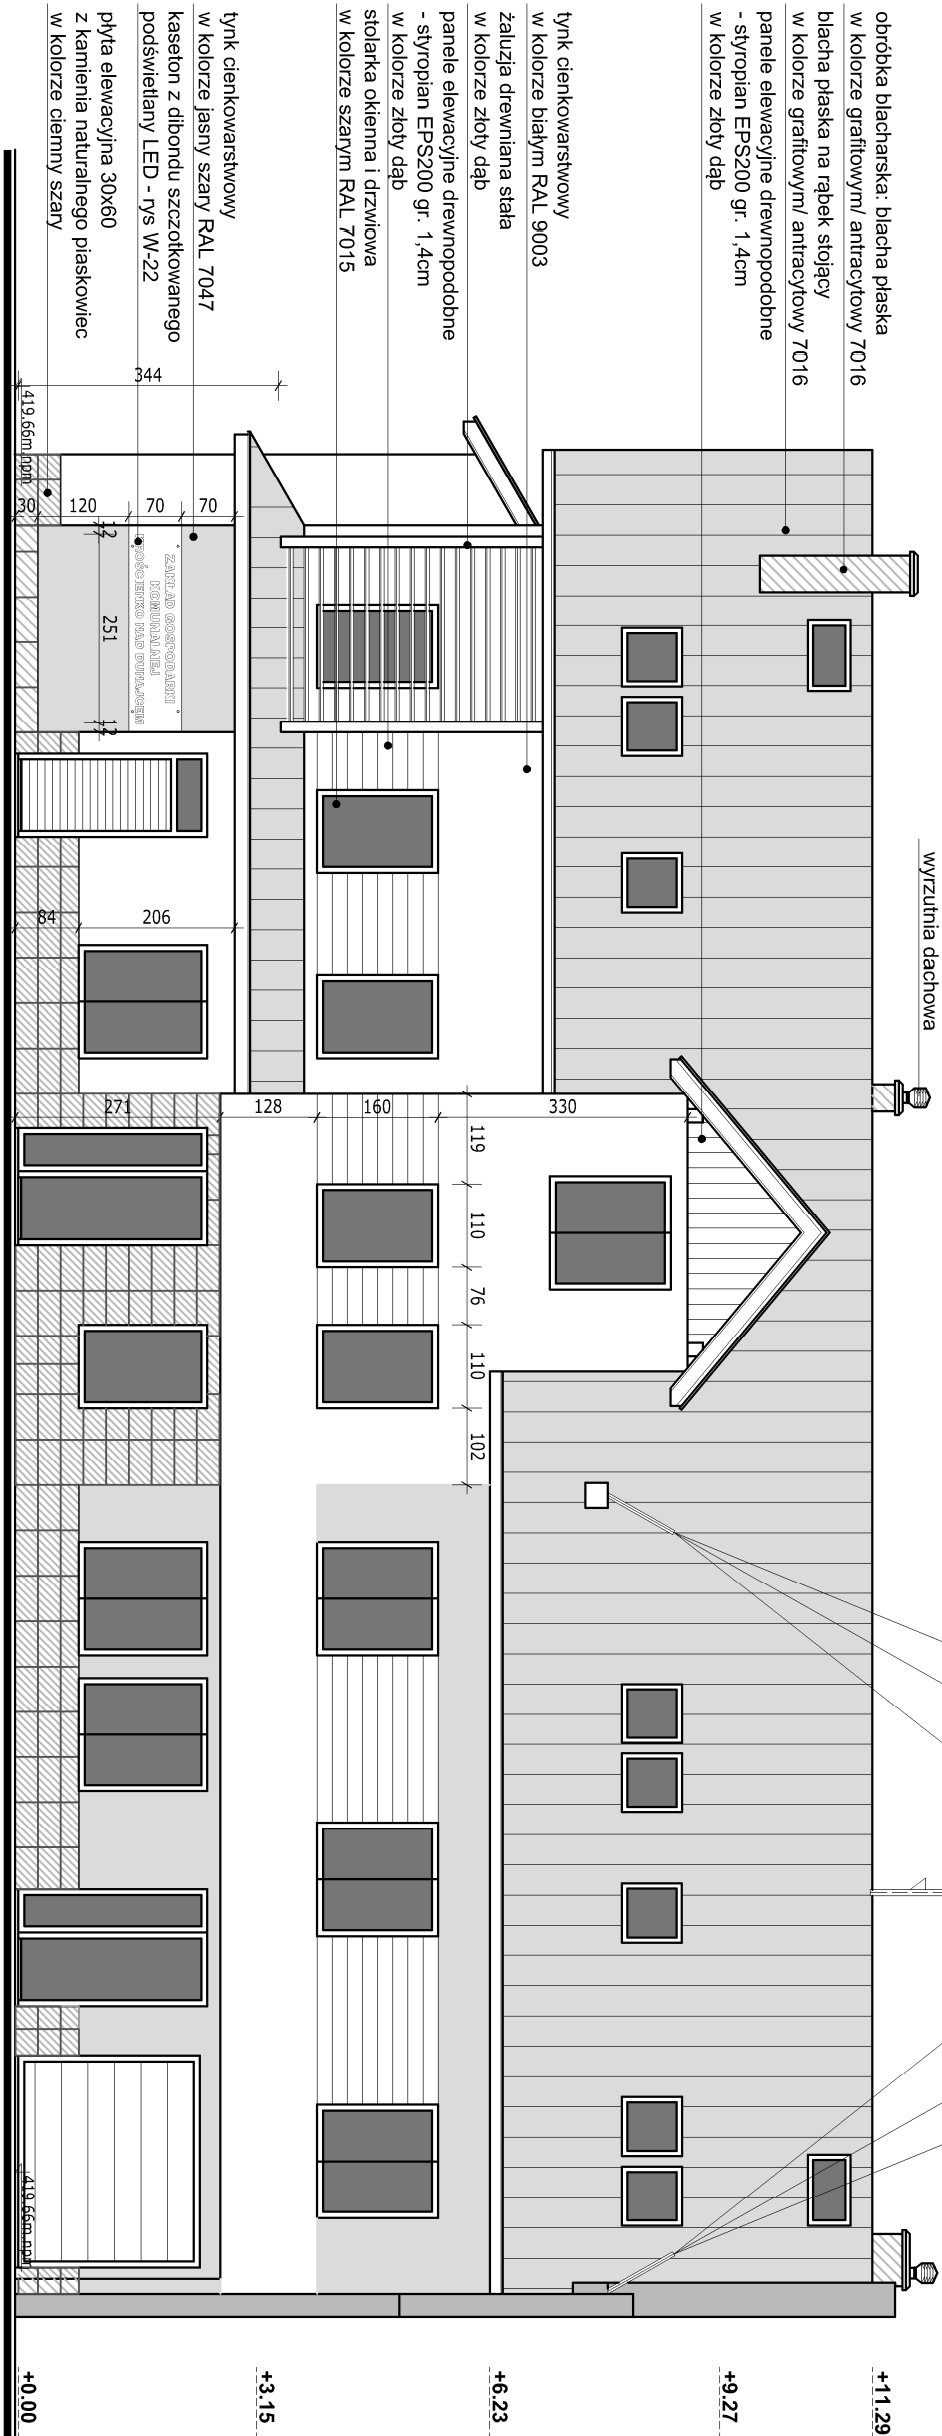 obróbka blacharska: blacha płaska
w kolorze grafitowym/ antracytowy 7016
blacha płaska na rąbek stojący
w kolorze grafitowym/ antracytowy 7016
panele elewacyjne drewnopodobne
- styropian EPS200 gr. 1,4cm
w kolorze złoty dąb
tynk cienkowarstwowy
w kolorze białym RAL 9003
żaluzja drewniana stała
w kolorze złoty dąb
panele elewacyjne drewnopodobne
- styropian EPS200 gr. 1,4cm
w kolorze złoty dąb
stolarka okienna i drzwiowa
w kolorze szarym RAL 7015
tynk cienkowarstwowy
w kolorze jasny szary RAL 7047
kaseton z dibondu szczotkowanego
podświetlany LED - rys W-22
płyta elewacyjna 30x60
z kamienia naturalnego piaskowiec
w kolorze ciemny szary
wyrzutnia dachowa
344
419.66m.npm
30
120
70
70
12
251
12
ZAKŁAD GOSPODARKI
KOMUNALNEJ
KROŚCIENKO NAD DUNAJCEM
84
206
271
128
160
330
119
110
76
110
102
419.66m.npm
+11.29
+9.27
+6.23
+3.15
+0.00